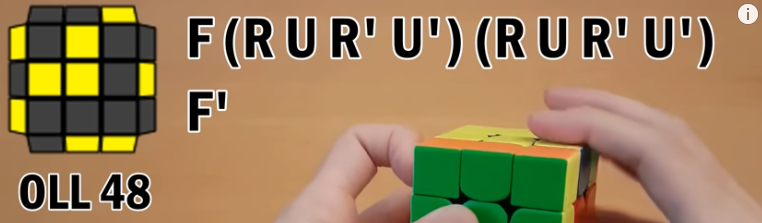 F (R U R' U') (R U R' U')
F'
OLL 48
i